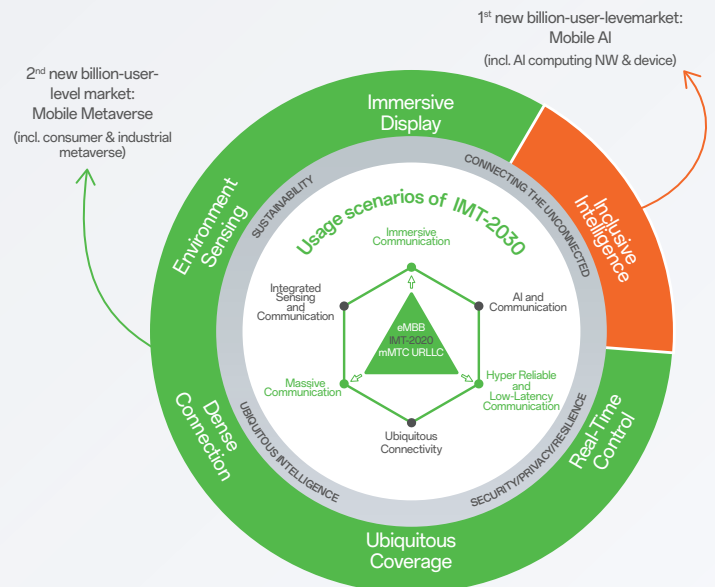 1st new billion-user-levemarket:
Mobile AI
(incl. AI computing NW & device)
2nd new billion-user-
level market:
Mobile Metaverse
(incl. consumer & industrial
metaverse)
Immersive
Display
Inclusive
Intelligence
Real-Time
Control
Ubiquitous
Coverage
Dense
Connection
Environment
Sensing
SUSTAINABILITY
CONNECTING THE UNCONNECTED
SECURITY/PRIVACY/RESILIENCE
UBIQUITOUS INTELLIGENCE
Usage scenarios of IMT-2030
Immersive
Communication
Integrated
Sensing
and
Communication
AI and
Communication
eMBB
IMT-2020
mMTC URLLC
Massive
Communication
Hyper Reliable
and
Low-Latency
Communication
Ubiquitous
Connectivity